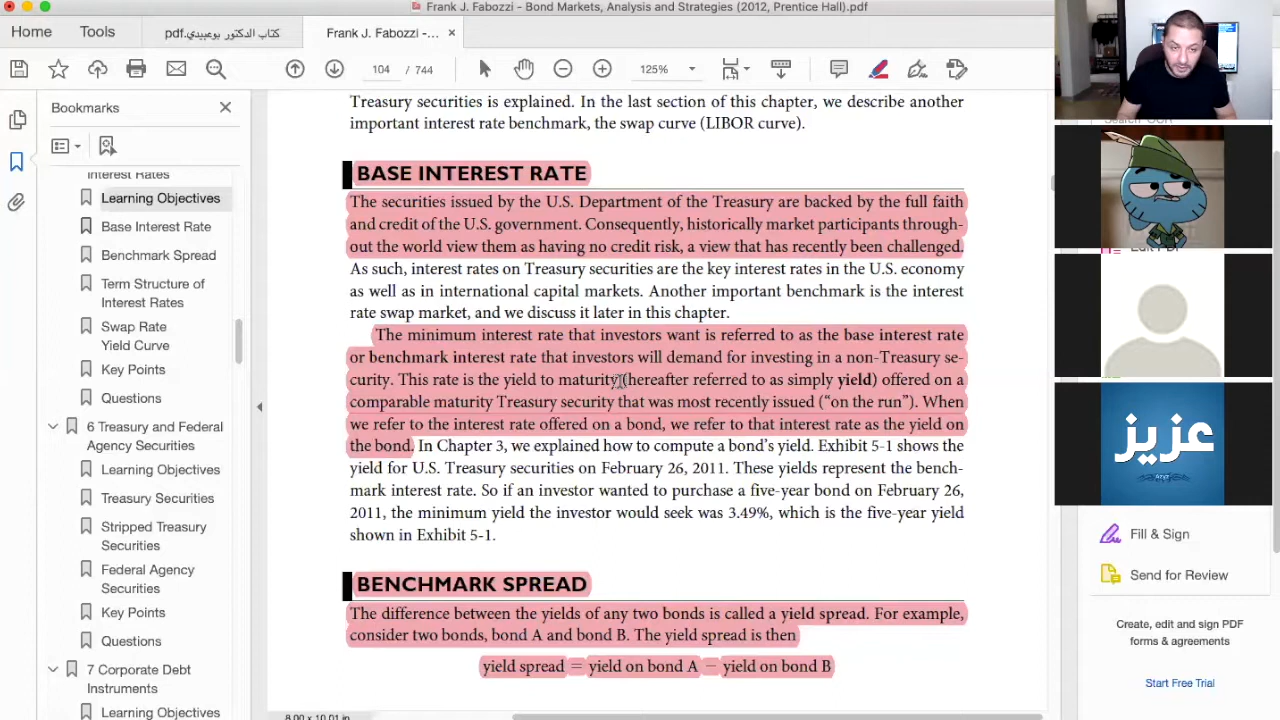 Frank J. Fabozzi - Bond Markets, Analysis and Strategies (2012, Prentice Hall).pdf
Home
Tools
كتاب الدكتور بوعبيدي.pdf
Frank J. Fabozzi -...
104 / 744
125%
Bookmarks
Interest Rates
Learning Objectives
Base Interest Rate
Benchmark Spread
Term Structure of
Interest Rates
Swap Rate
Yield Curve
Key Points
Questions
6 Treasury and Federal
Agency Securities
Learning Objectives
Treasury Securities
Stripped Treasury
Securities
Federal Agency
Securities
Key Points
Questions
7 Corporate Debt
Instruments
Learning Objectives
Treasury securities is explained. In the last section of this chapter, we describe another
important interest rate benchmark, the swap curve (LIBOR curve).
BASE INTEREST RATE
The securities issued by the U.S. Department of the Treasury are backed by the full faith
and credit of the U.S. government. Consequently, historically market participants through-
out the world view them as having no credit risk, a view that has recently been challenged.
As such, interest rates on Treasury securities are the key interest rates in the U.S. economy
as well as in international capital markets. Another important benchmark is the interest
rate swap market, and we discuss it later in this chapter.
The minimum interest rate that investors want is referred to as the base interest rate
or benchmark interest rate that investors will demand for investing in a non-Treasury se-
curity. This rate is the yield to maturity (hereafter referred to as simply yield) offered on a
comparable maturity Treasury security that was most recently issued (“on the run”). When
we refer to the interest rate offered on a bond, we refer to that interest rate as the yield on
the bond. In Chapter 3, we explained how to compute a bond’s yield. Exhibit 5-1 shows the
yield for U.S. Treasury securities on February 26, 2011. These yields represent the bench-
mark interest rate. So if an investor wanted to purchase a five-year bond on February 26,
2011, the minimum yield the investor would seek was 3.49%, which is the five-year yield
shown in Exhibit 5-1.
BENCHMARK SPREAD
The difference between the yields of any two bonds is called a yield spread. For example,
consider two bonds, bond A and bond B. The yield spread is then
yield spread = yield on bond A − yield on bond B
8.00 x 10.01 in
عزيز
Fill & Sign
Send for Review
Create, edit and sign PDF
forms & agreements
Start Free Trial